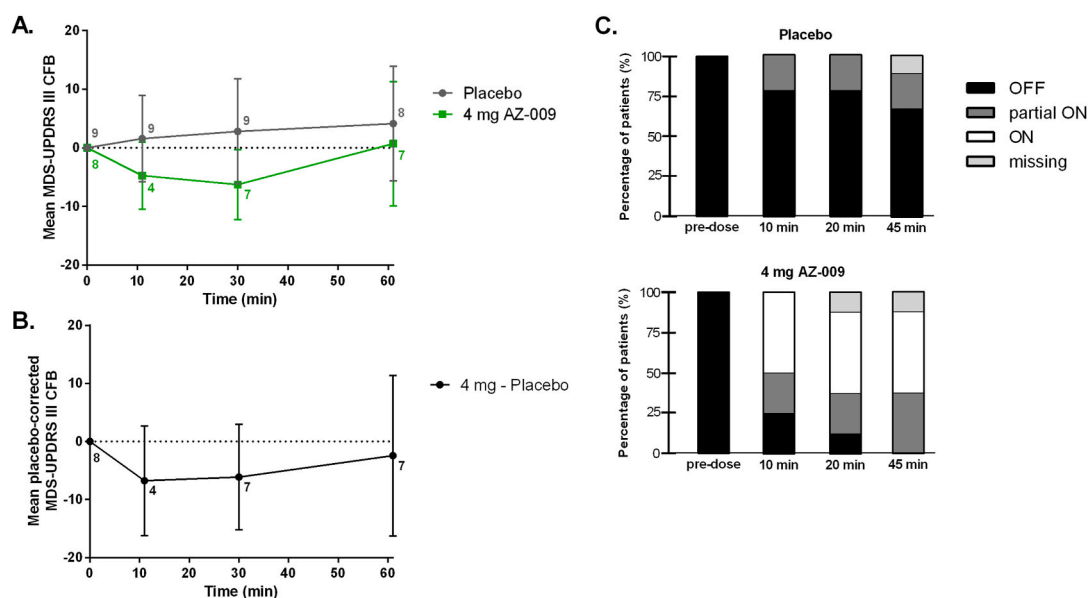 A.
Mean MDS-UPDRS III CFB
20
10
0
-10
-20
9
9
9
8
8
4
7
7
0
10
20
30
40
50
60
Time (min)
Placebo
4 mg AZ-009
B.
Mean placebo-corrected
MDS-UPDRS III CFB
20
10
0
-10
-20
8
4
7
7
0
10
20
30
40
50
60
Time (min)
4 mg - Placebo
C.
Placebo
Percentage of patients (%)
100
75
50
25
0
pre-dose
10 min
20 min
45 min
OFF
partial ON
ON
missing
4 mg AZ-009
Percentage of patients (%)
100
75
50
25
0
pre-dose
10 min
20 min
45 min